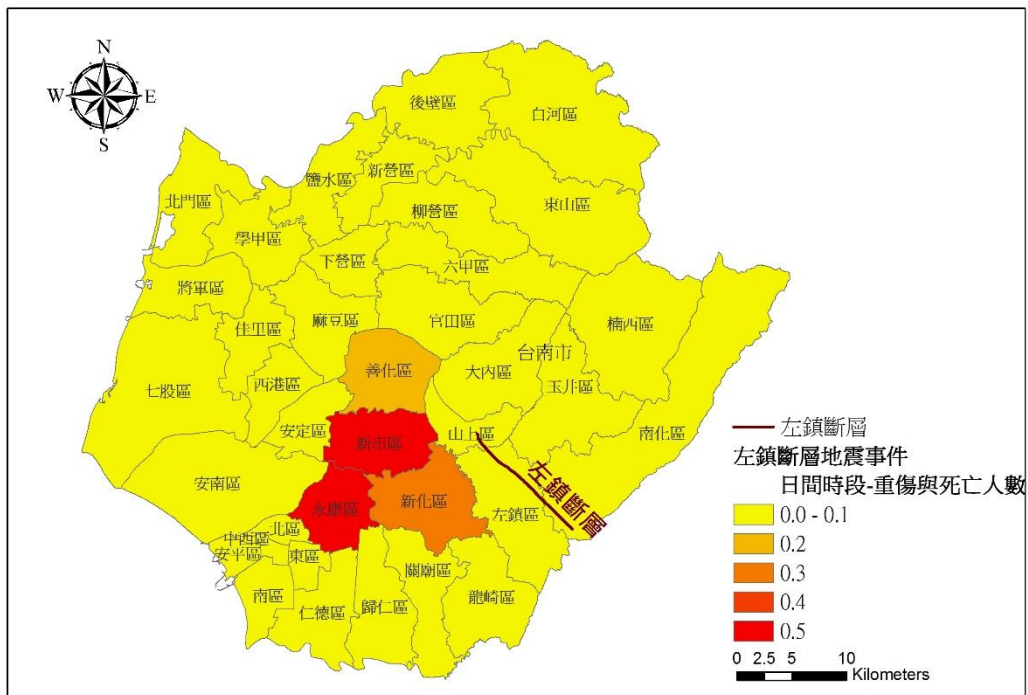 N
W
E
S
後壁區
白河區
鹽水區
新營區
北門區
柳營區
東山區
學甲區
下營區
六甲區
將軍區
佳里區
麻豆區
官田區
楠西區
台南市
善化區
大內區
玉井區
七股區
西港區
安定區
新市區
山上區
南化區
安南區
永康區
新化區
左鎮區
左鎮斷層
北區
中西區
安平區
東區
南區
仁德區
歸仁區
關廟區
龍崎區
左鎮斷層
左鎮斷層地震事件
日間時段-重傷與死亡人數
0.0 - 0.1
0.2
0.3
0.4
0.5
0 2.5 5 10
Kilometers